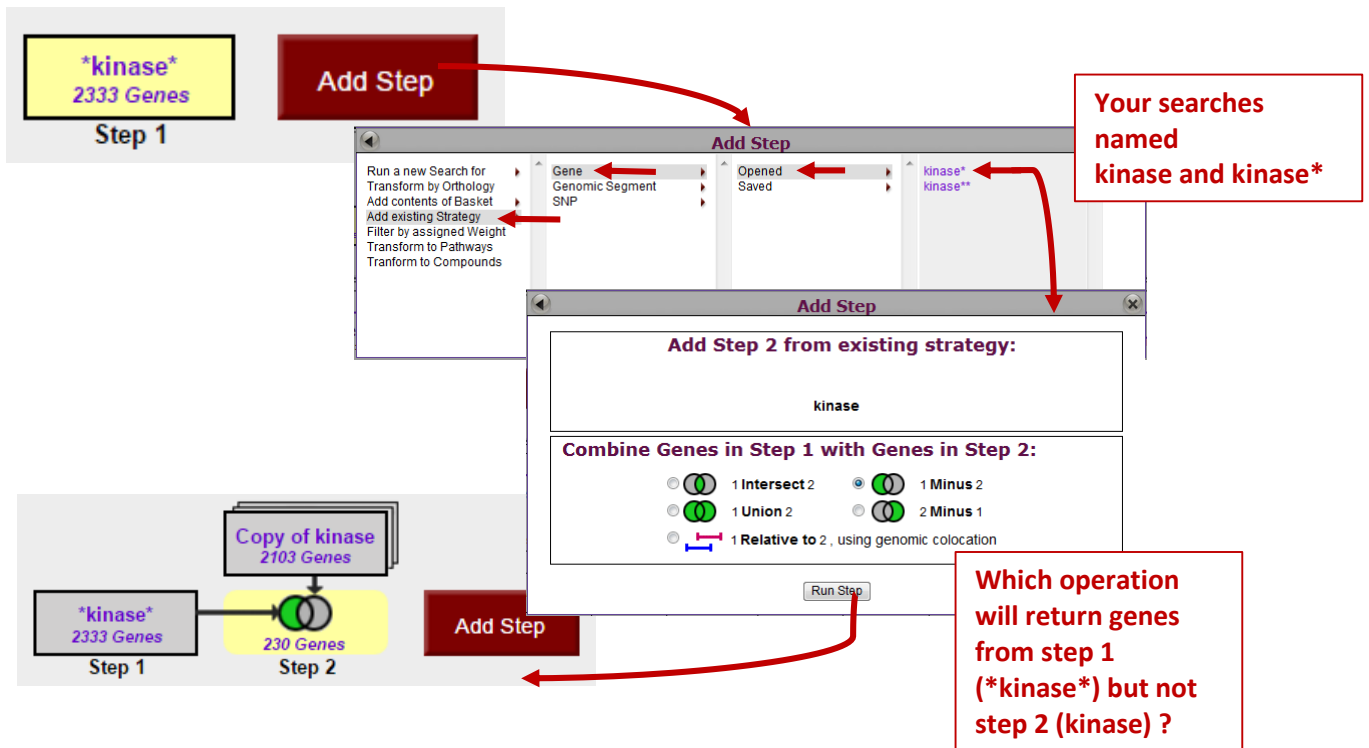 *kinase*
2333 Genes
Step 1
Add Step
Your searches
named
kinase and kinase*
Add Step
Run a new Search for
Transform by Orthology
Add contents of Basket
Add existing Strategy
Filter by assigned Weight
Transform to Pathways
Tranform to Compounds
Gene
Genomic Segment
SNP
Opened
Saved
kinase*
kinase**
Add Step
Add Step 2 from existing strategy:
kinase
Combine Genes in Step 1 with Genes in Step 2:
1 Intersect 2
1 Minus 2
1 Union 2
2 Minus 1
1 Relative to 2 , using genomic colocation
Run Step
Copy of kinase
2103 Genes
*kinase*
2333 Genes
Step 1
230 Genes
Step 2
Add Step
Which operation
will return genes
from step 1
(*kinase*) but not
step 2 (kinase) ?